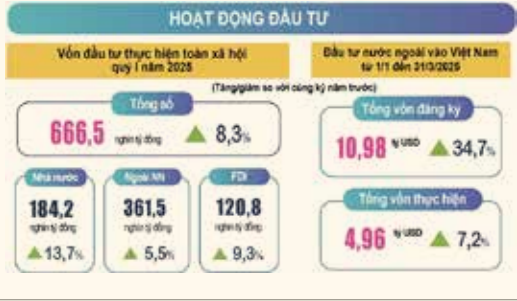 HOẠT ĐỘNG ĐẦU TƯ
Vốn đầu tư thực hiện toàn xã hội
quý I năm 2025
Đầu tư nước ngoài vào Việt Nam
từ 1/1 đến 31/3/2025
(Tăng/giảm so với cùng kỳ năm trước)
Tổng số
666,5 nghìn tỷ đồng 8,3%
Tổng vốn đăng ký
10,98 tỷ USD 34,7%
Nhà nước
184,2
nghìn tỷ đồng
13,7%
Ngoài NN
361,5
nghìn tỷ đồng
5,5%
FDI
120,8
nghìn tỷ đồng
9,3%
Tổng vốn thực hiện
4,96 tỷ USD 7,2%